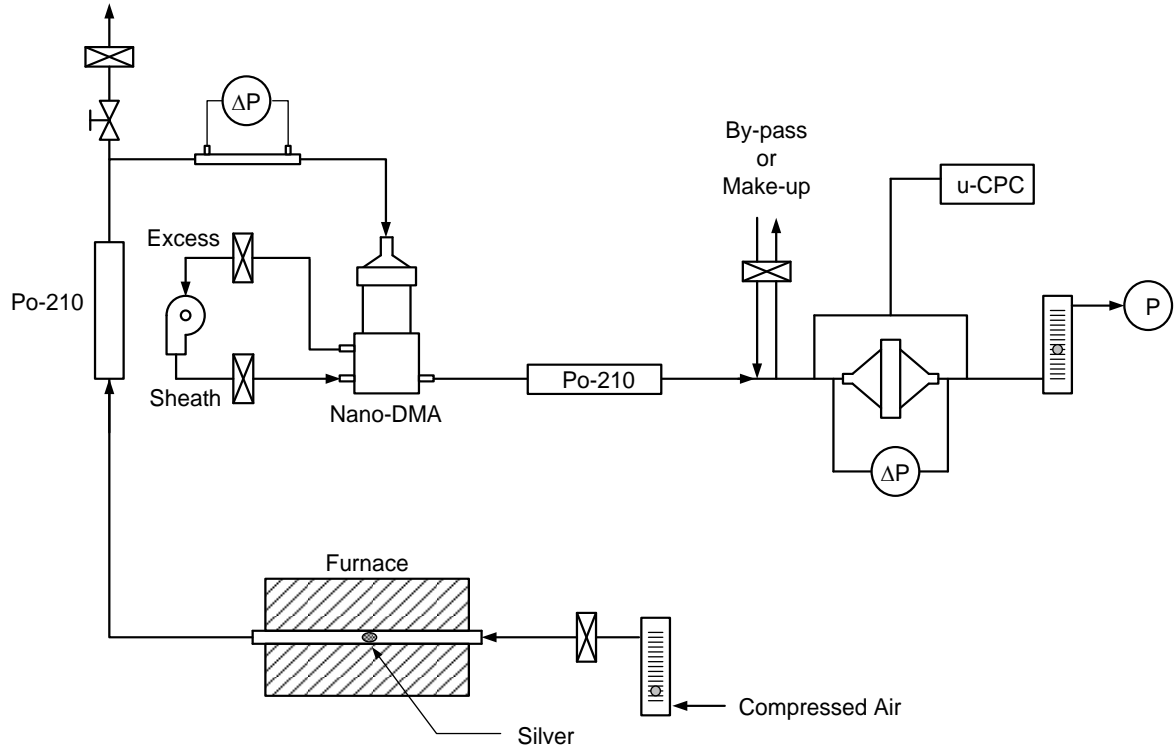 ΔP
By-pass
or
Make-up
u-CPC
Excess
Po-210
P
Sheath
Po-210
Nano-DMA
ΔP
Furnace
Compressed Air
Silver